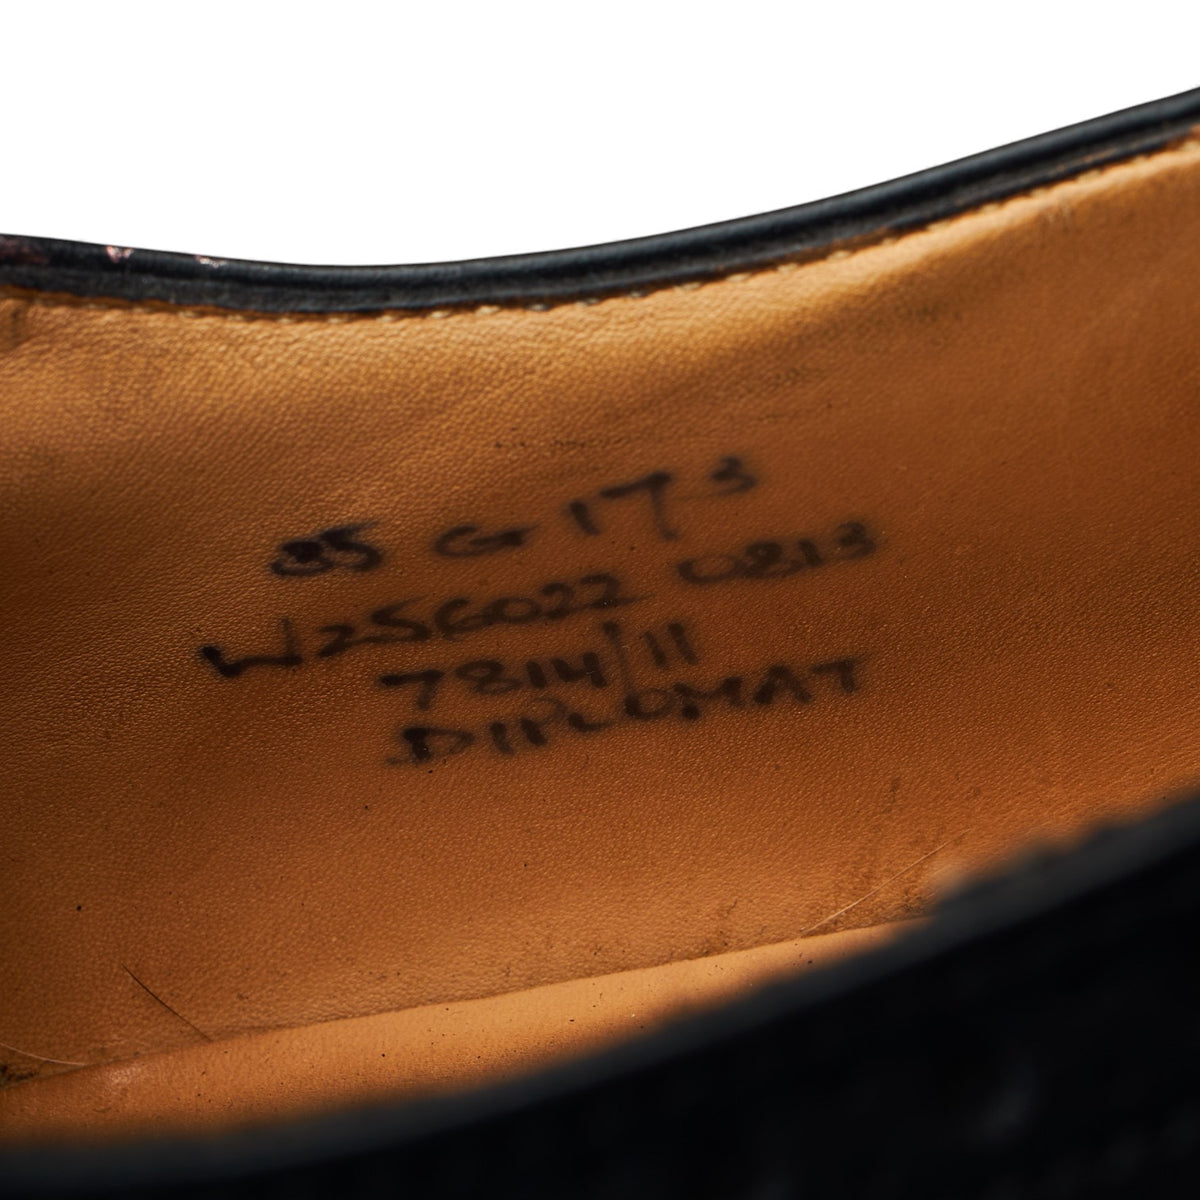 85 G 173
W256022 0813
7814/11
DIPLOMAT